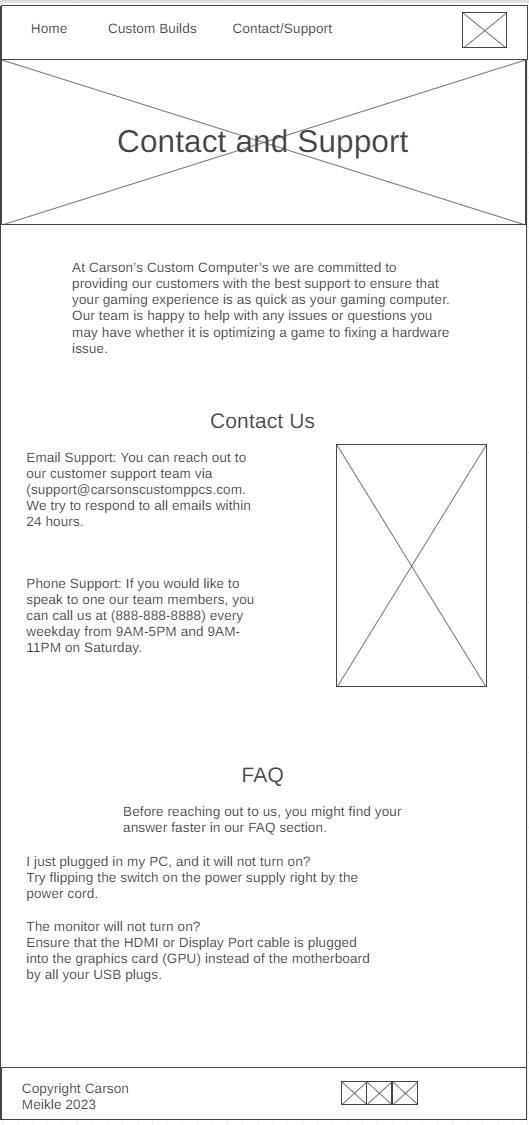 Home Custom Builds Contact/Support
Contact and Support
At Carson’s Custom Computer’s we are committed to
providing our customers with the best support to ensure that
your gaming experience is as quick as your gaming computer.
Our team is happy to help with any issues or questions you
may have whether it is optimizing a game to fixing a hardware
issue.
Contact Us
Email Support: You can reach out to
our customer support team via
(support@carsonscustomppcs.com.
We try to respond to all emails within
24 hours.
Phone Support: If you would like to
speak to one our team members, you
can call us at (888-888-8888) every
weekday from 9AM-5PM and 9AM-
11PM on Saturday.
FAQ
Before reaching out to us, you might find your
answer faster in our FAQ section.
I just plugged in my PC, and it will not turn on?
Try flipping the switch on the power supply right by the
power cord.
The monitor will not turn on?
Ensure that the HDMI or Display Port cable is plugged
into the graphics card (GPU) instead of the motherboard
by all your USB plugs.
Copyright Carson
Meikle 2023